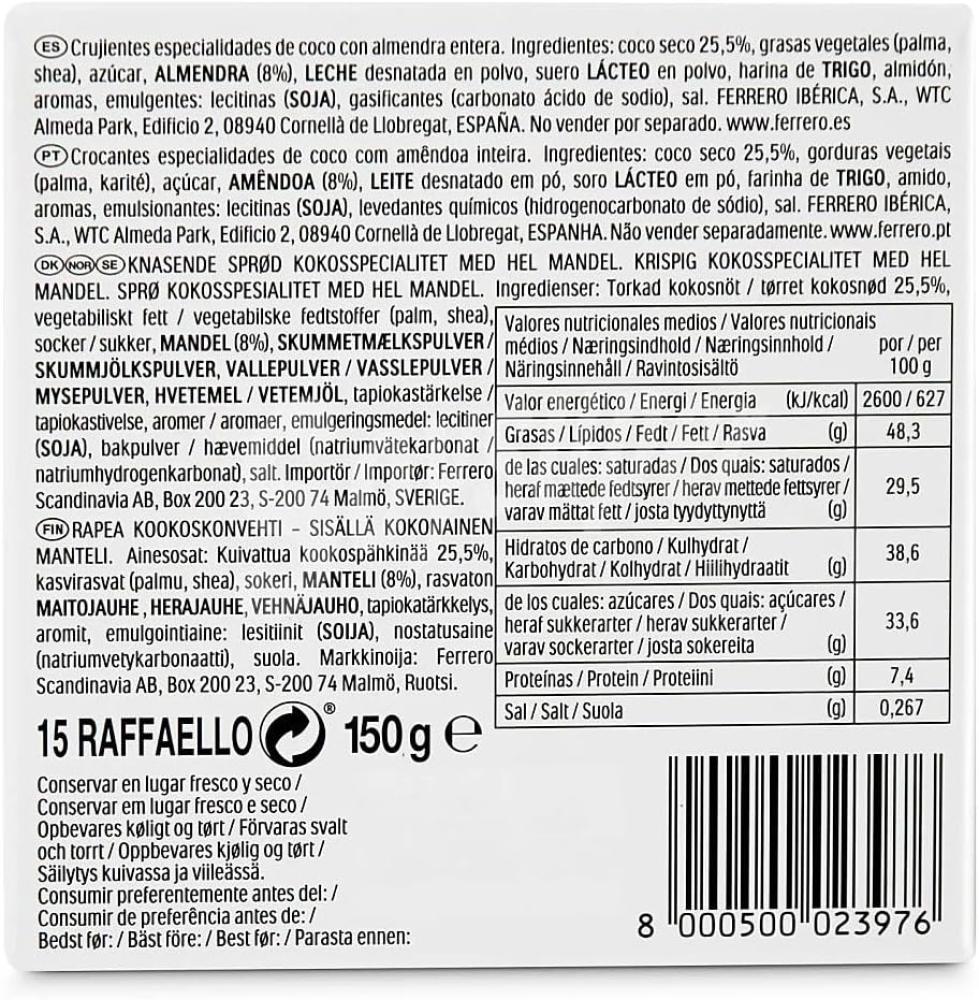 ES Crujientes especialidades de coco con almendra entera. Ingredientes: coco seco 25,5%, grasas vegetales (palma,
shea), azúcar, ALMENDRA (8%), LECHE desnatada en polvo, suero LÁCTEO en polvo, harina de TRIGO, almidón,
aromas, emulgentes: lecitinas (SOJA), gasificantes (carbonato ácido de sodio), sal. FERRERO IBÉRICA, S.A., WTC
Almeda Park, Edificio 2, 08940 Cornellà de Llobregat, ESPAÑA. No vender por separado. www.ferrero.es
PT Crocantes especialidades de coco com amêndoa inteira. Ingredientes: coco seco 25,5%, gorduras vegetais
(palma, karité), açúcar, AMÊNDOA (8%), LEITE desnatado em pó, soro LÁCTEO em pó, farinha de TRIGO, amido,
aromas, emulsionantes: lecitinas (SOJA), levedantes químicos (hidrogenocarbonato de sódio), sal. FERRERO IBÉRICA,
S.A., WTC Almeda Park, Edificio 2, 08940 Cornellà de Llobregat, ESPANHA. Não vender separadamente. www.ferrero.pt
DK NOR SE KNASENDE SPRØD KOKOSSPECIALITET MED HEL MANDEL. KRISPIG KOKOSSPECIALITET MED HEL
MANDEL. SPRØ KOKOSSPESIALITET MED HEL MANDEL. Ingredienser: Torkad kokosnöt / tørret kokosnød 25,5%,
vegetabiliskt fett / vegetabilske fedtstoffer (palm, shea),
socker / sukker, MANDEL (8%), SKUMMETMÆLKSPULVER /
SKUMMJÖLKSPULVER, VALLEPULVER / VASSLEPULVER /
MYSEPULVER, HVETEMEL / VETEMJÖL, tapiokastärkelse /
tapiokastivelse, aromer / aromaer, emulgeringsmedel: lecitiner
(SOJA), bakpulver / hævemiddel (natriumvätekarbonat /
natriumhydrogenkarbonat), salt. Importör / Importør: Ferrero
Scandinavia AB, Box 200 23, S-200 74 Malmö, SVERIGE.
FIN RAPEA KOOKOSKONVEHTI - SISÄLLÄ KOKONAINEN
MANTELI. Ainesosat: Kuivattua kookospähkinää 25,5%,
kasvirasvat (palmu, shea), sokeri, MANTELI (8%), rasvaton
MAITOJAUHE , HERAJAUHE, VEHNÄJAUHO, tapiokatärkkelys,
aromit, emulgointiaine: lesitiinit (SOIJA), nostatusaine
(natriumvetykarbonaatti), suola. Markkinoija: Ferrero
Scandinavia AB, Box 200 23, S-200 74 Malmö, Ruotsi.
Valores nutricionales medios / Valores nutricionais
médios / Næringsindhold / Næringsinnhold / por / per
Näringsinnehåll / Ravintosisältö 100 g
Valor energético / Energi / Energia (kJ/kcal) 2600 / 627
Grasas / Lípidos / Fedt / Fett / Rasva (g) 48,3
de las cuales: saturadas / Dos quais: saturados /
heraf mættede fedtsyrer / herav mettede fettsyrer / 29,5
varav mättat fett / josta tyydyttynyttä (g)
Hidratos de carbono / Kulhydrat /
Karbohydrat / Kolhydrat / Hiilihydraatit (g) 38,6
de los cuales: azúcares / Dos quais: açúcares /
heraf sukkerarter / herav sukkerarter / 33,6
varav sockerarter / josta sokereita (g)
Proteínas / Protein / Proteiini (g) 7,4
Sal / Salt / Suola (g) 0,267
15 RAFFAELLO ® 150 g e
Conservar en lugar fresco y seco /
Conservar em lugar fresco e seco /
Opbevares køligt og tørt / Förvaras svalt
och torrt / Oppbevares kjølig og tørt /
Säilytys kuivassa ja viileässä.
Consumir preferentemente antes del: /
Consumir de preferência antes de: /
Bedst før: / Bäst före: / Best før: / Parasta ennen:
8 000500 023976